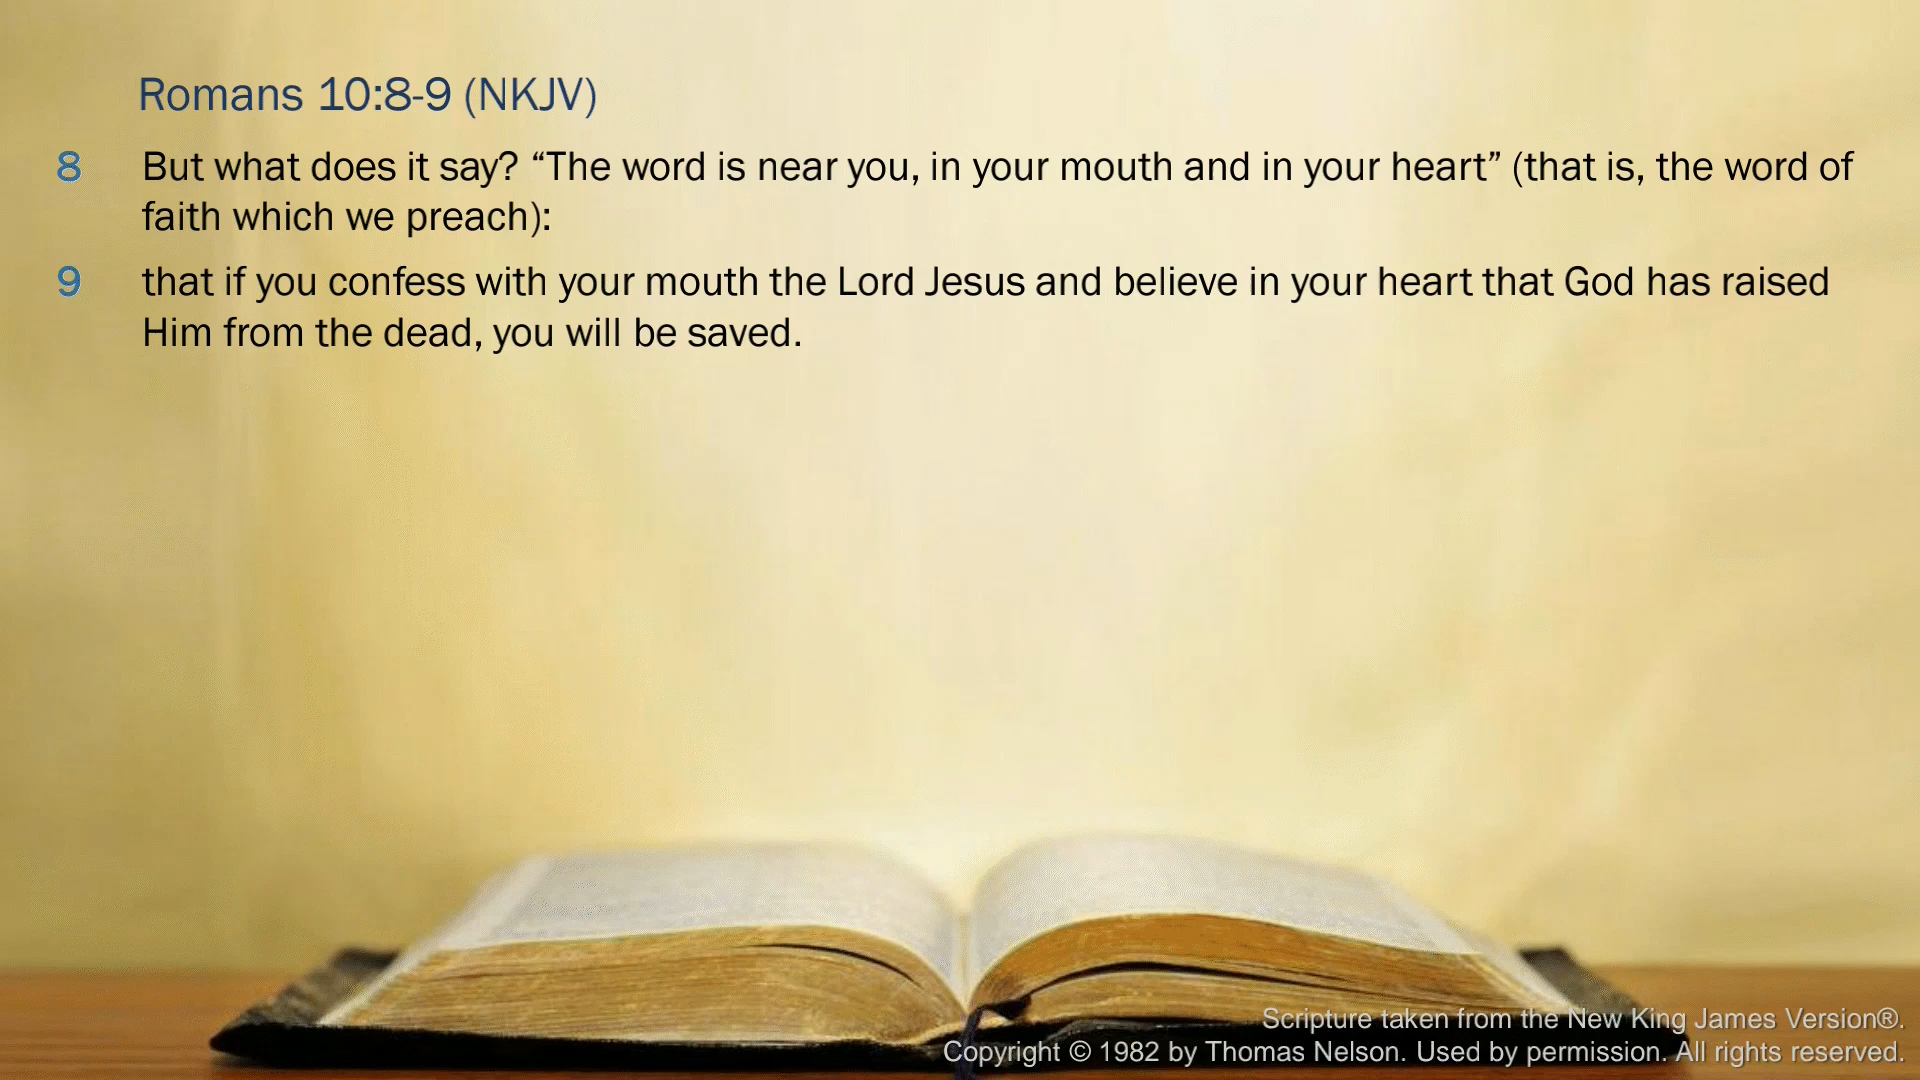 Romans 10:8-9 (NKJV)
8 But what does it say? “The word is near you, in your mouth and in your heart” (that is, the word of
faith which we preach):
9 that if you confess with your mouth the Lord Jesus and believe in your heart that God has raised
Him from the dead, you will be saved.
Scripture taken from the New King James Version®.
Copyright © 1982 by Thomas Nelson. Used by permission. All rights reserved.